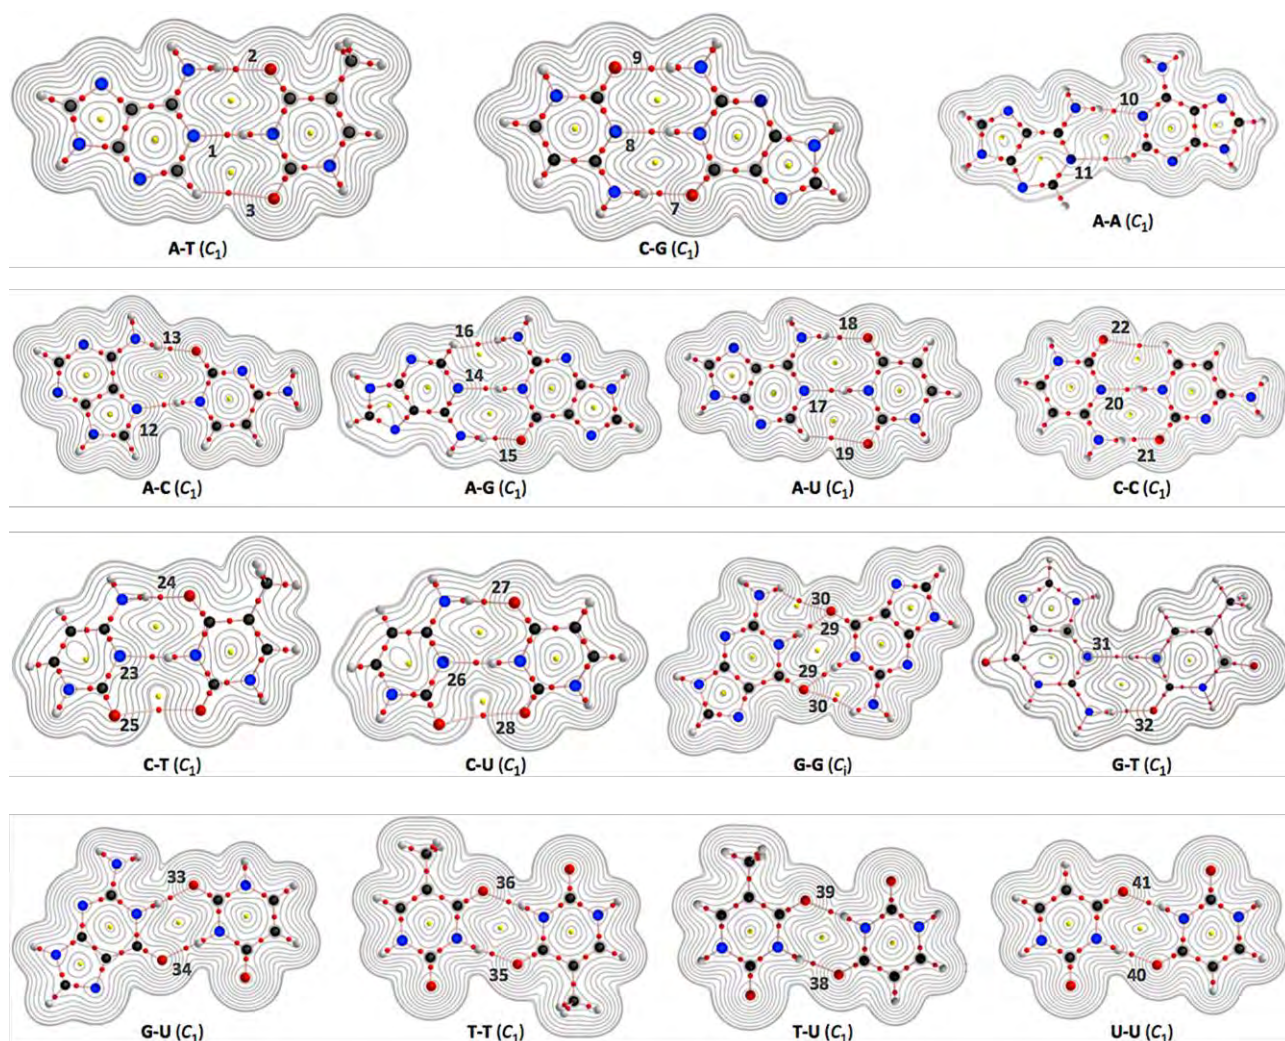 2
9
10
1
8
11
3
7
A-T (C₁)
C-G (C₁)
A-A (C₁)
13
16
18
22
14
12
17
20
15
19
21
A-C (C₁)
A-G (C₁)
A-U (C₁)
C-C (C₁)
24
27
30
29
31
23
26
29
25
28
30
32
C-T (C₁)
C-U (C₁)
G-G (Cᵢ)
G-T (C₁)
33
36
39
41
34
35
38
40
G-U (C₁)
T-T (C₁)
T-U (C₁)
U-U (C₁)